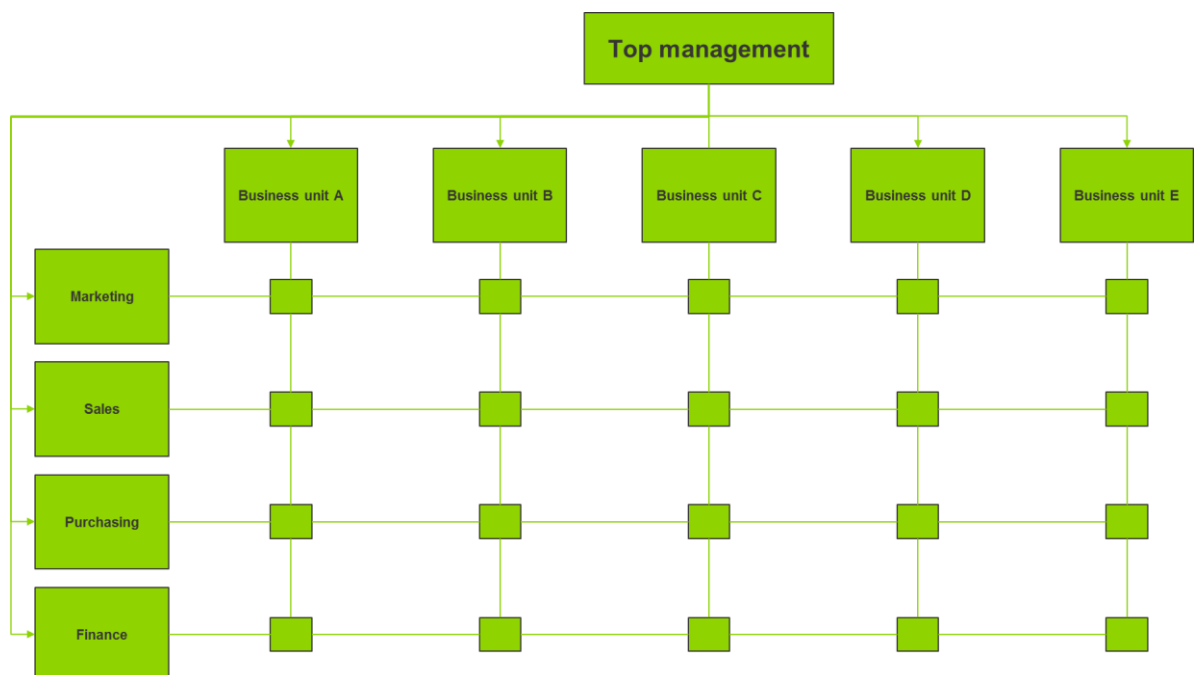 Top management
Business unit A
Business unit B
Business unit C
Business unit D
Business unit E
Marketing
Sales
Purchasing
Finance